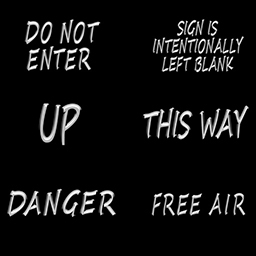 DO NOT
ENTER
SIGN IS
INTENTIONALLY
LEFT BLANK
UP
THIS WAY
DANGER
FREE AIR